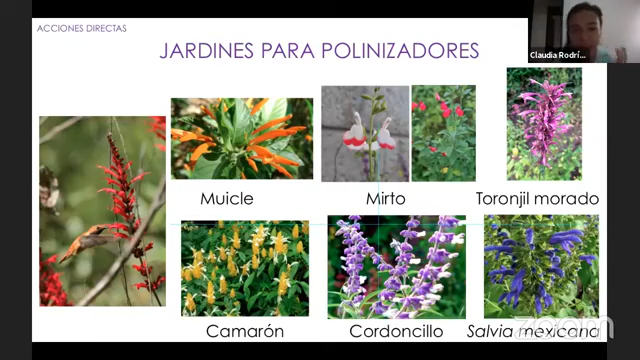 ACCIONES DIRECTAS
JARDINES PARA POLINIZADORES
Claudia Rodrí...
Muicle
Mirto
Toronjil morado
Camarón
Cordoncillo
Salvia mexicana
zoom